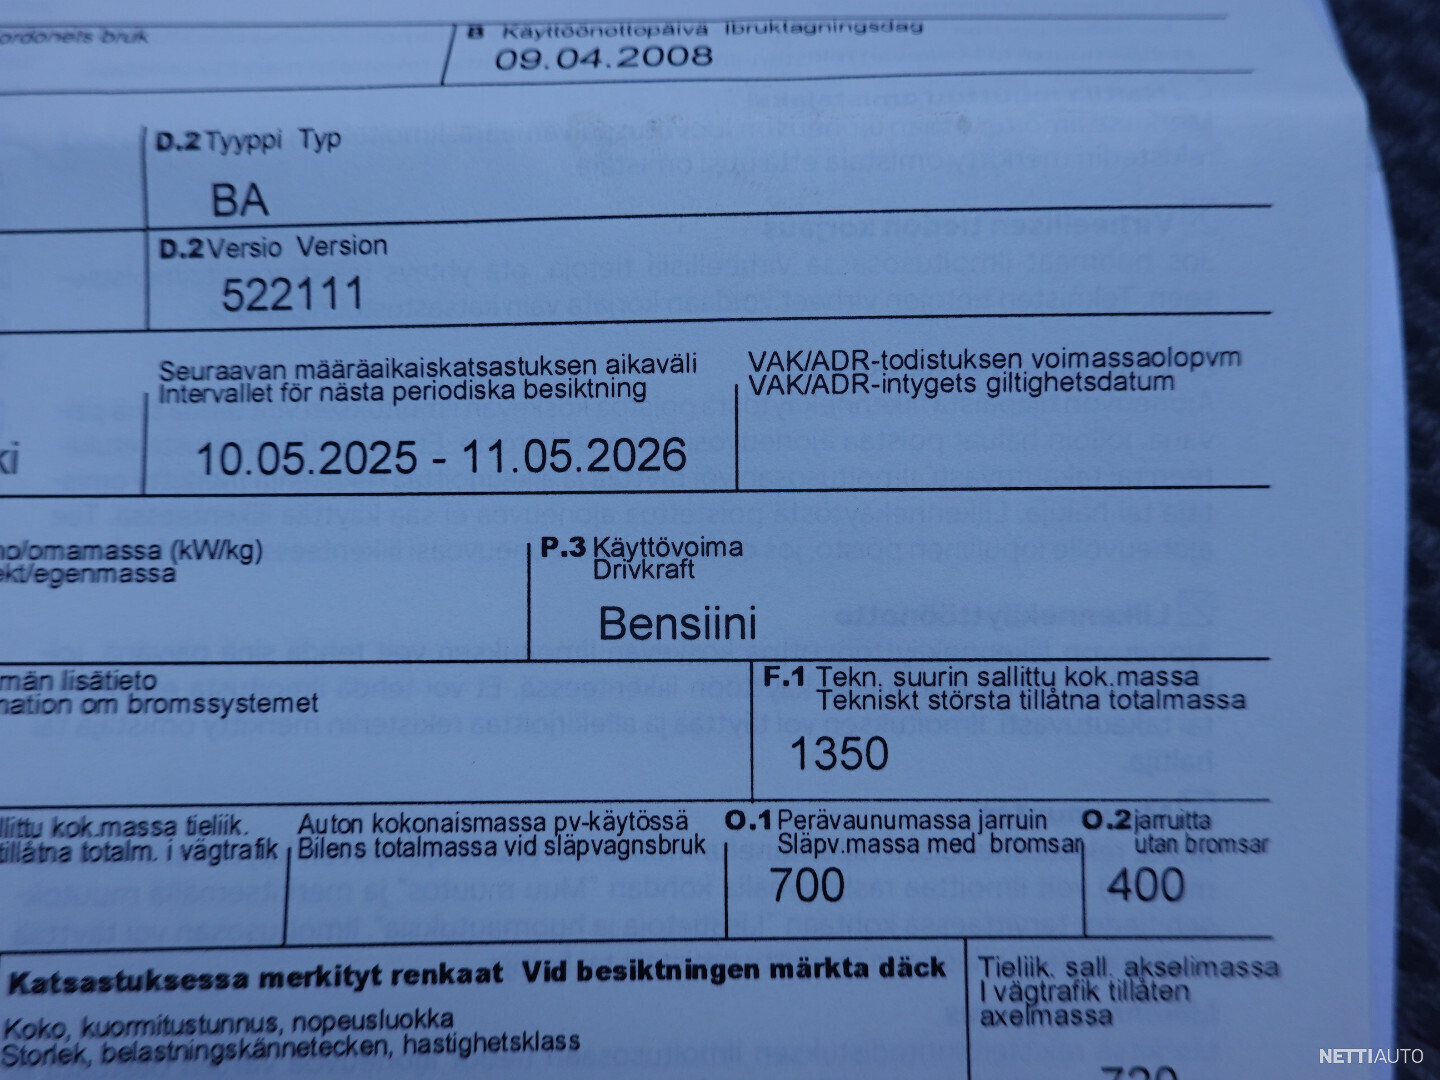 B Käyttöönottopäivä Ibruktagningsdag
09.04.2008
D.2 Tyyppi Typ
BA
D.2 Versio Version
522111
Seuraavan määräaikaiskatsastuksen aikaväli
Intervallet för nästa periodiska besiktning
10.05.2025 - 11.05.2026
VAK/ADR-todistuksen voimassaolopvm
VAK/ADR-intygets giltighetsdatum
ki
no/omamassa (kW/kg)
ekt/egenmassa
P.3 Käyttövoima
Drivkraft
Bensiini
män lisätieto
nation om bromssystemet
F.1 Tekn. suurin sallittu kok.massa
Tekniskt största tillåtna totalmassa
1350
llittu kok.massa tieliik.
tillåtna totalm. i vägtrafik
Auton kokonaismassa pv-käytössä
Bilens totalmassa vid släpvagnsbruk
O.1 Perävaunumassa jarruin
Släpv.massa med bromsar
700
O.2 jarruitta
utan bromsar
400
Katsastuksessa merkityt renkaat Vid besiktningen märkta däck
Koko, kuormitustunnus, nopeusluokka
Storlek, belastningskännetecken, hastighetsklass
Tieliik. sall. akselimassa
I vägtrafik tillåten
axelmassa
NETTIAUTO